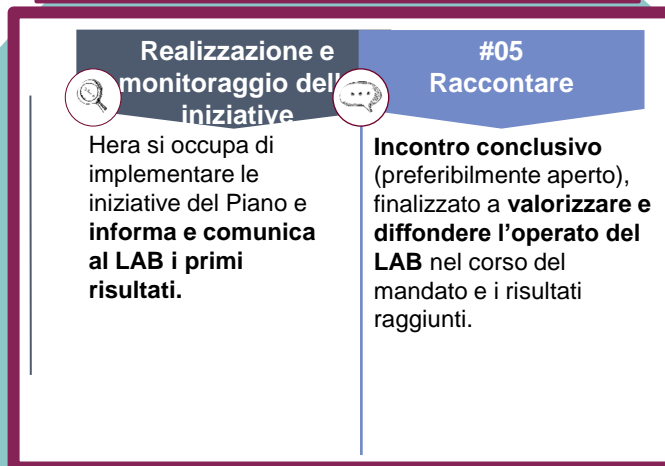 Realizzazione e
monitoraggio dell
iniziative
Hera si occupa di
implementare le
iniziative del Piano e
informa e comunica
al LAB i primi
risultati.
#05
Raccontare
Incontro conclusivo
(preferibilmente aperto),
finalizzato a valorizzare e
diffondere l’operato del
LAB nel corso del
mandato e i risultati
raggiunti.